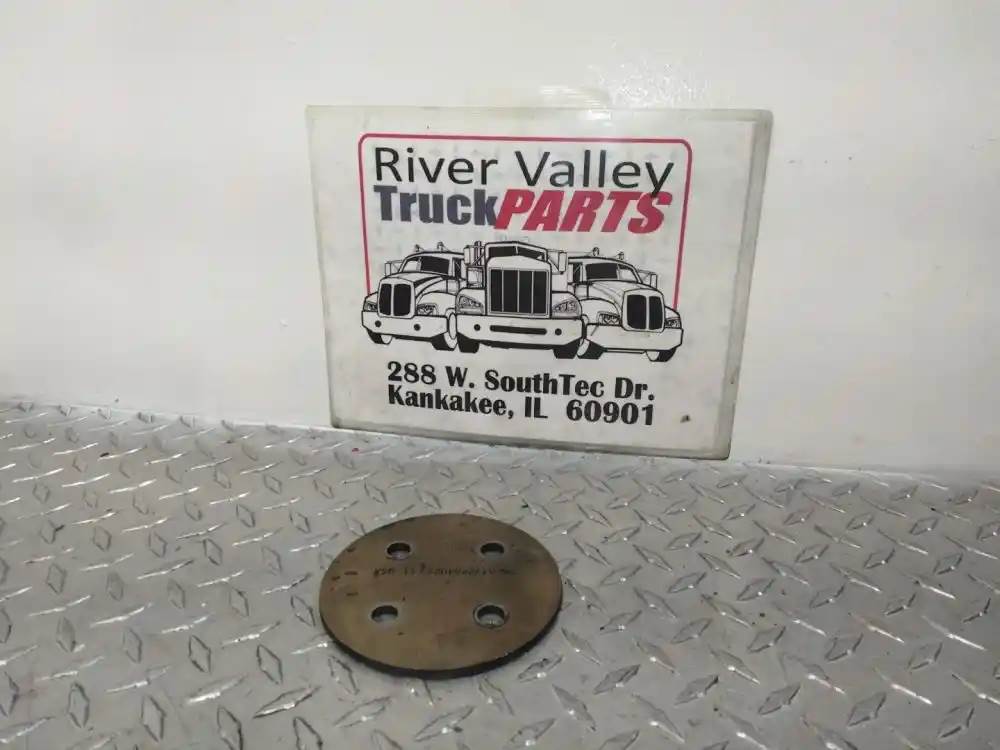 River Valley
TruckPARTS
288 W. SouthTec Dr.
Kankakee, IL 60901